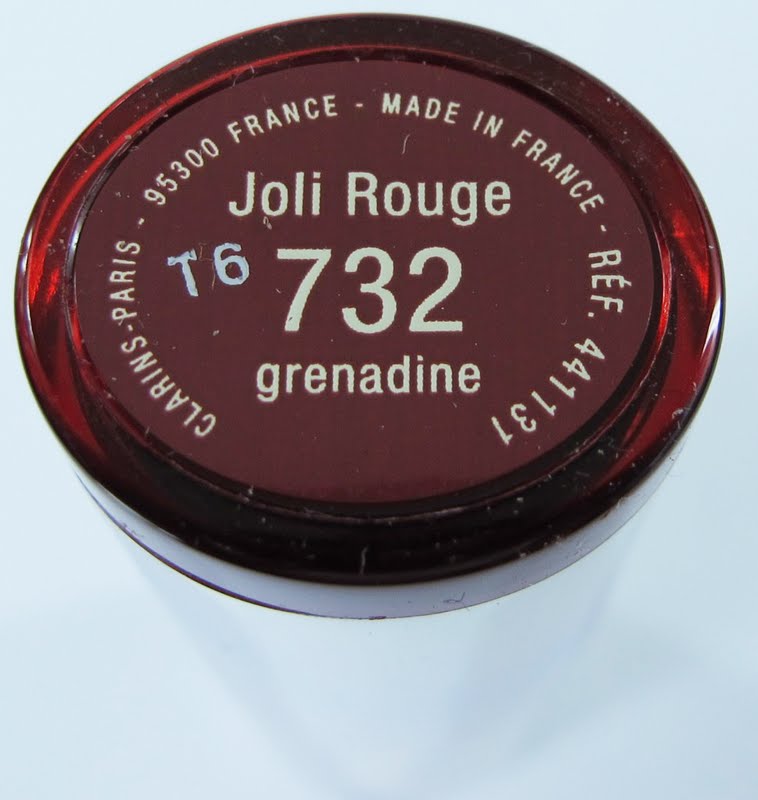 CLARINS-PARIS - 95300 FRANCE - MADE IN FRANCE - RÉF. 441131
Joli Rouge
T6
732
grenadine